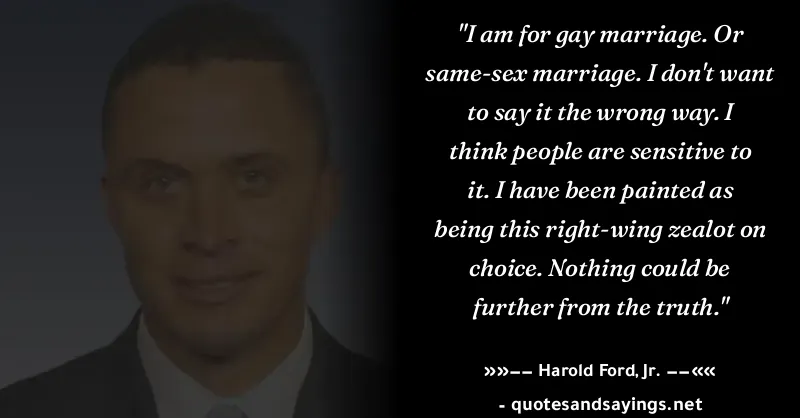 "I am for gay marriage. Or
same-sex marriage. I don't want
to say it the wrong way. I
think people are sensitive to
it. I have been painted as
being this right-wing zealot on
choice. Nothing could be
further from the truth."
»»−− Harold Ford, Jr. −−««
- quotesandsayings.net